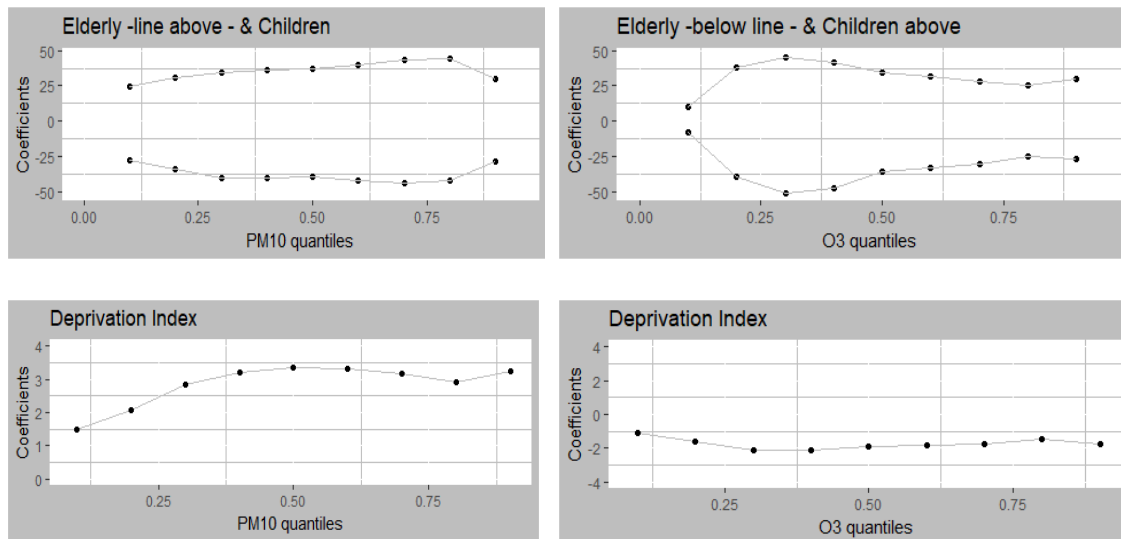 Elderly -line above - & Children
50
25
0
-25
-50
Coefficients
0.00
0.25
0.50
0.75
PM10 quantiles
Elderly -below line - & Children above
50
25
0
-25
-50
Coefficients
0.00
0.25
0.50
0.75
O3 quantiles
Deprivation Index
4
3
2
1
0
Coefficients
0.25
0.50
0.75
PM10 quantiles
Deprivation Index
4
2
0
-2
-4
Coefficients
0.25
0.50
0.75
O3 quantiles